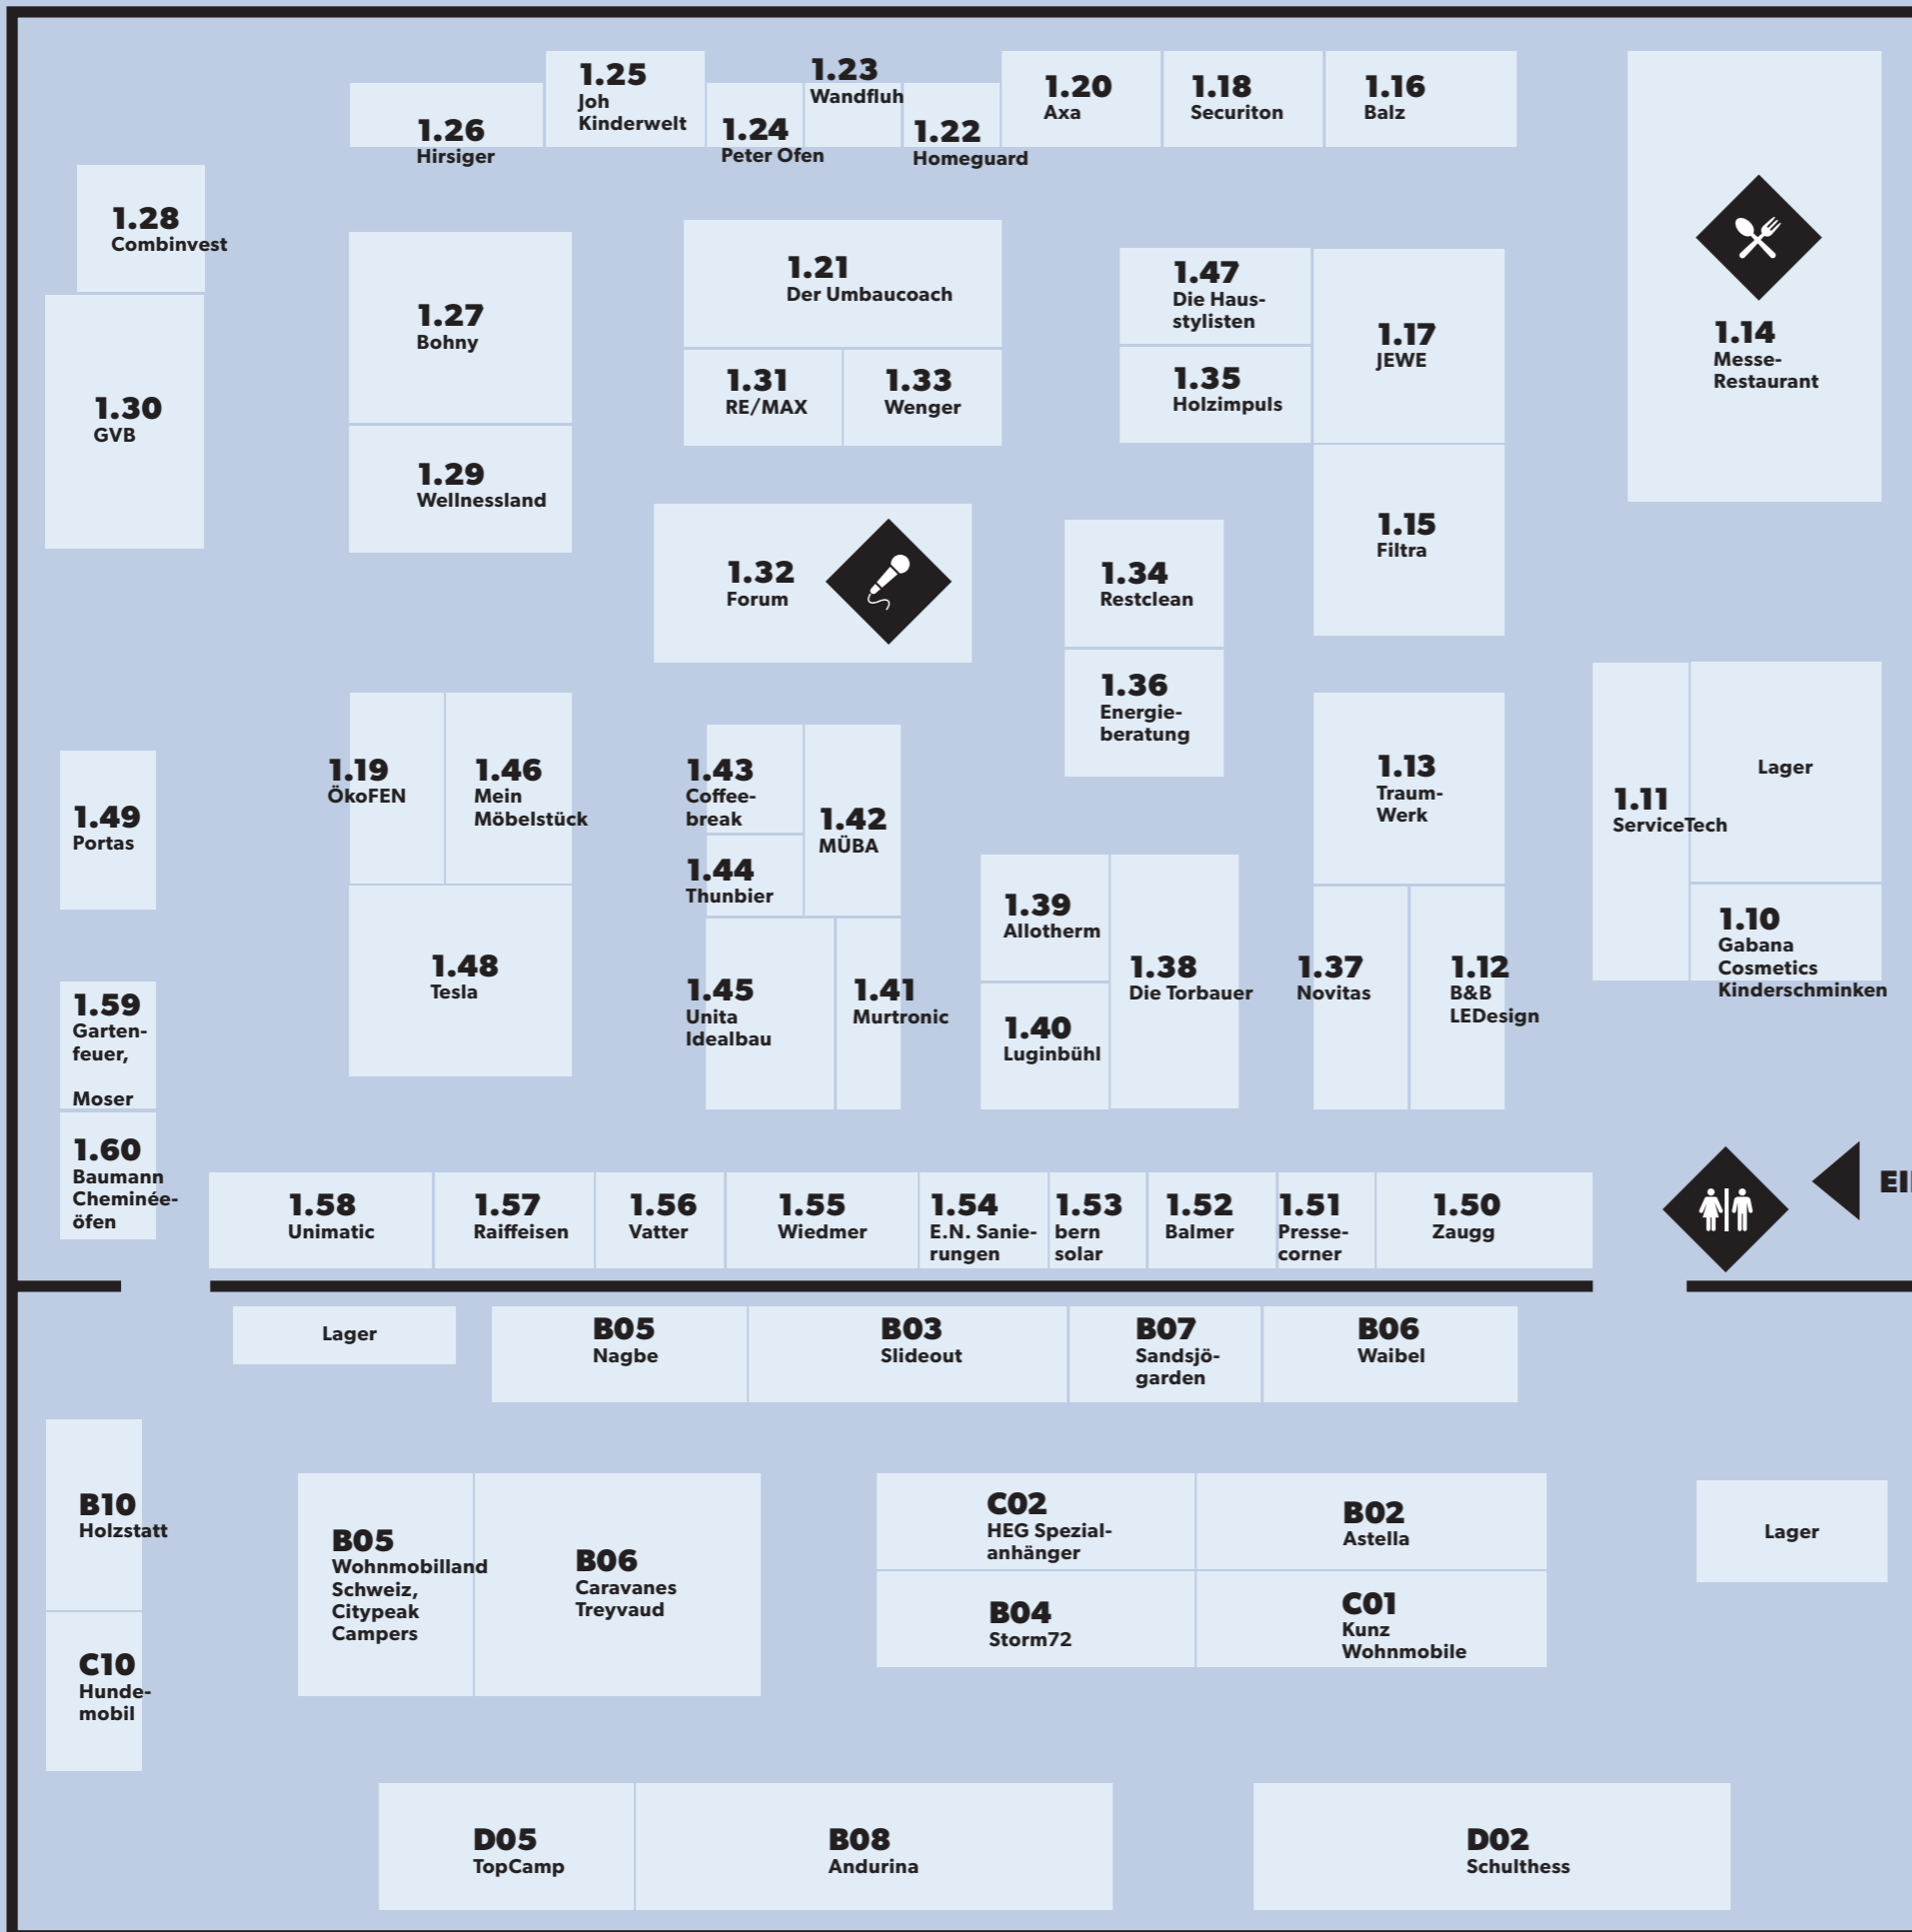 1.25
Joh
Kinderwelt
1.23
Wandfluh
1.20
Axa
1.18
Securiton
1.16
Balz
1.26
Hirsiger
1.24
Peter Ofen
1.22
Homeguard
1.28
Combinvest
1.27
Bohny
1.21
Der Umbaucoach
1.47
Die Haus-
stylisten
1.17
JEWE
1.14
Messe-
Restaurant
1.30
GVB
1.31
RE/MAX
1.33
Wenger
1.35
Holzimpuls
1.29
Wellnessland
1.15
Filtra
1.32
Forum
1.34
Restclean
1.36
Energie-
beratung
1.49
Portas
1.19
ÖkoFEN
1.46
Mein
Möbelstück
1.43
Coffee-
break
1.42
MÜBA
1.44
Thunbier
1.13
Traum-
Werk
1.11
ServiceTech
Lager
1.10
Gabana
Cosmetics
Kinderschminken
1.39
Allotherm
1.38
Die Torbauer
1.37
Novitas
1.12
B&B
LEDesign
1.48
Tesla
1.45
Unita
Idealbau
1.41
Murtronic
1.40
Luginbühl
1.59
Garten-
feuer,
Moser
1.60
Baumann
Cheminée-
öfen
1.58
Unimatic
1.57
Raiffeisen
1.56
Vatter
1.55
Wiedmer
1.54
E.N. Sanie-
rungen
1.53
bern
solar
1.52
Balmer
1.51
Presse-
corner
1.50
Zaugg
Lager
B05
Nagbe
B03
Slideout
B07
Sandsjö-
garden
B06
Waibel
B10
Holzstatt
B05
Wohnmobilland
Schweiz,
Citypeak
Campers
B06
Caravanes
Treyvaud
C02
HEG Spezial-
anhänger
B02
Astella
Lager
B04
Storm72
C01
Kunz
Wohnmobile
C10
Hunde-
mobil
D05
TopCamp
B08
Andurina
D02
Schulthess